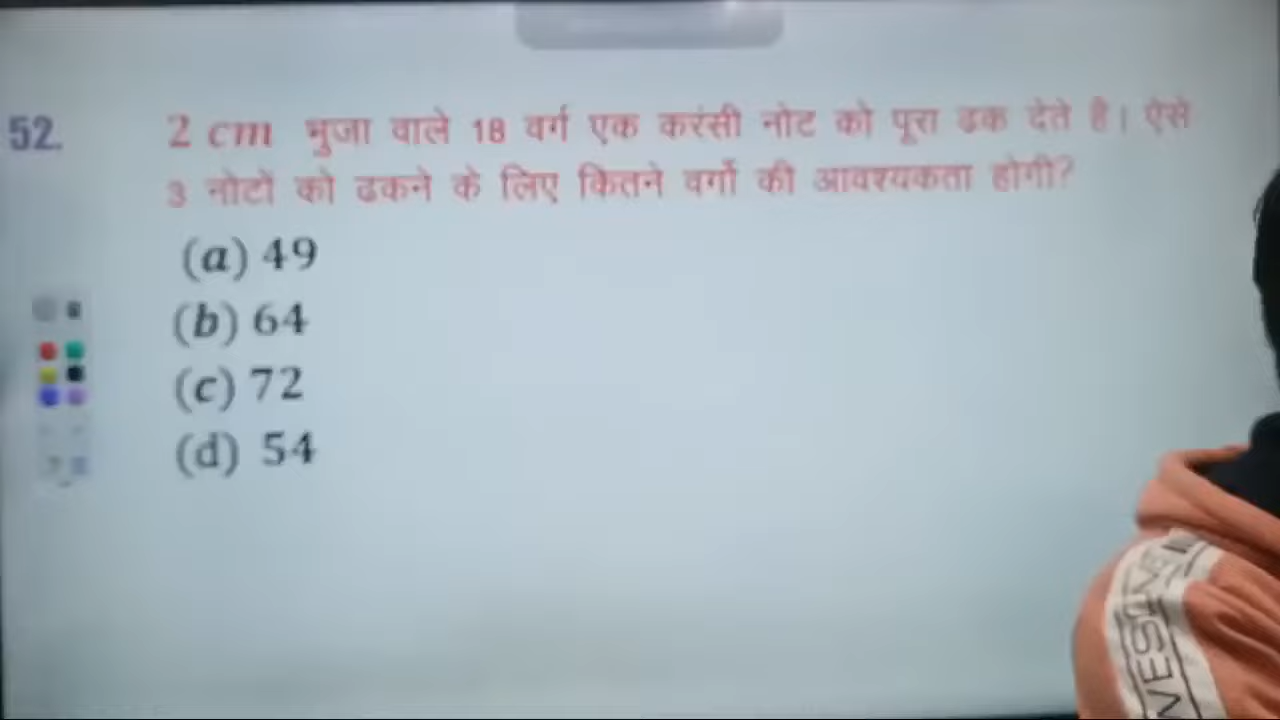 52. 2 cm भुजा वाले 18 वर्ग एक करंसी नोट को पूरा ढक देते है। ऐसे
3 नोटों को ढकने के लिए कितने वर्गो की आवश्यकता होगी?
(a) 49
(b) 64
(c) 72
(d) 54